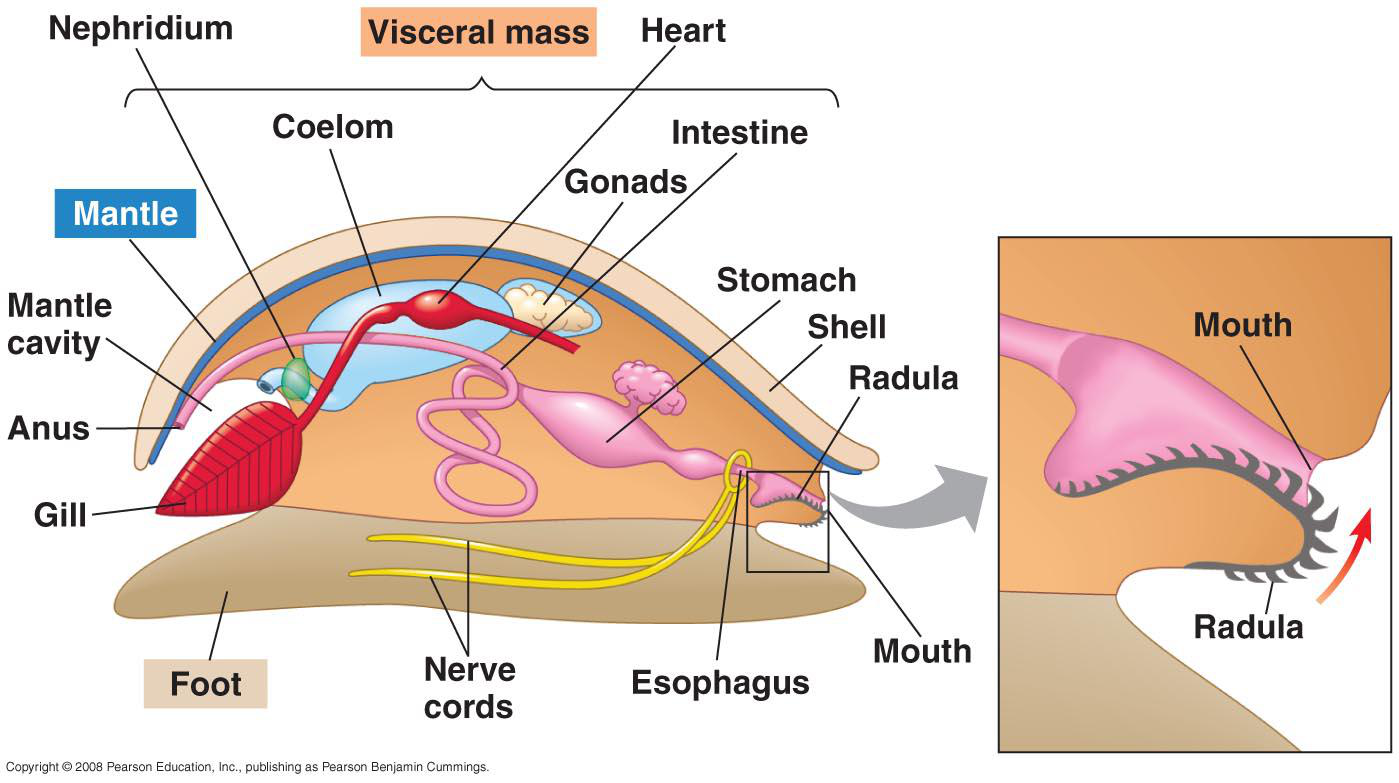 Nephridium
Visceral mass
Heart
Coelom
Intestine
Gonads
Mantle
Stomach
Mantle
cavity
Shell
Radula
Anus
Gill
Foot
Nerve
cords
Esophagus
Mouth
Mouth
Radula
Copyright © 2008 Pearson Education, Inc., publishing as Pearson Benjamin Cummings.